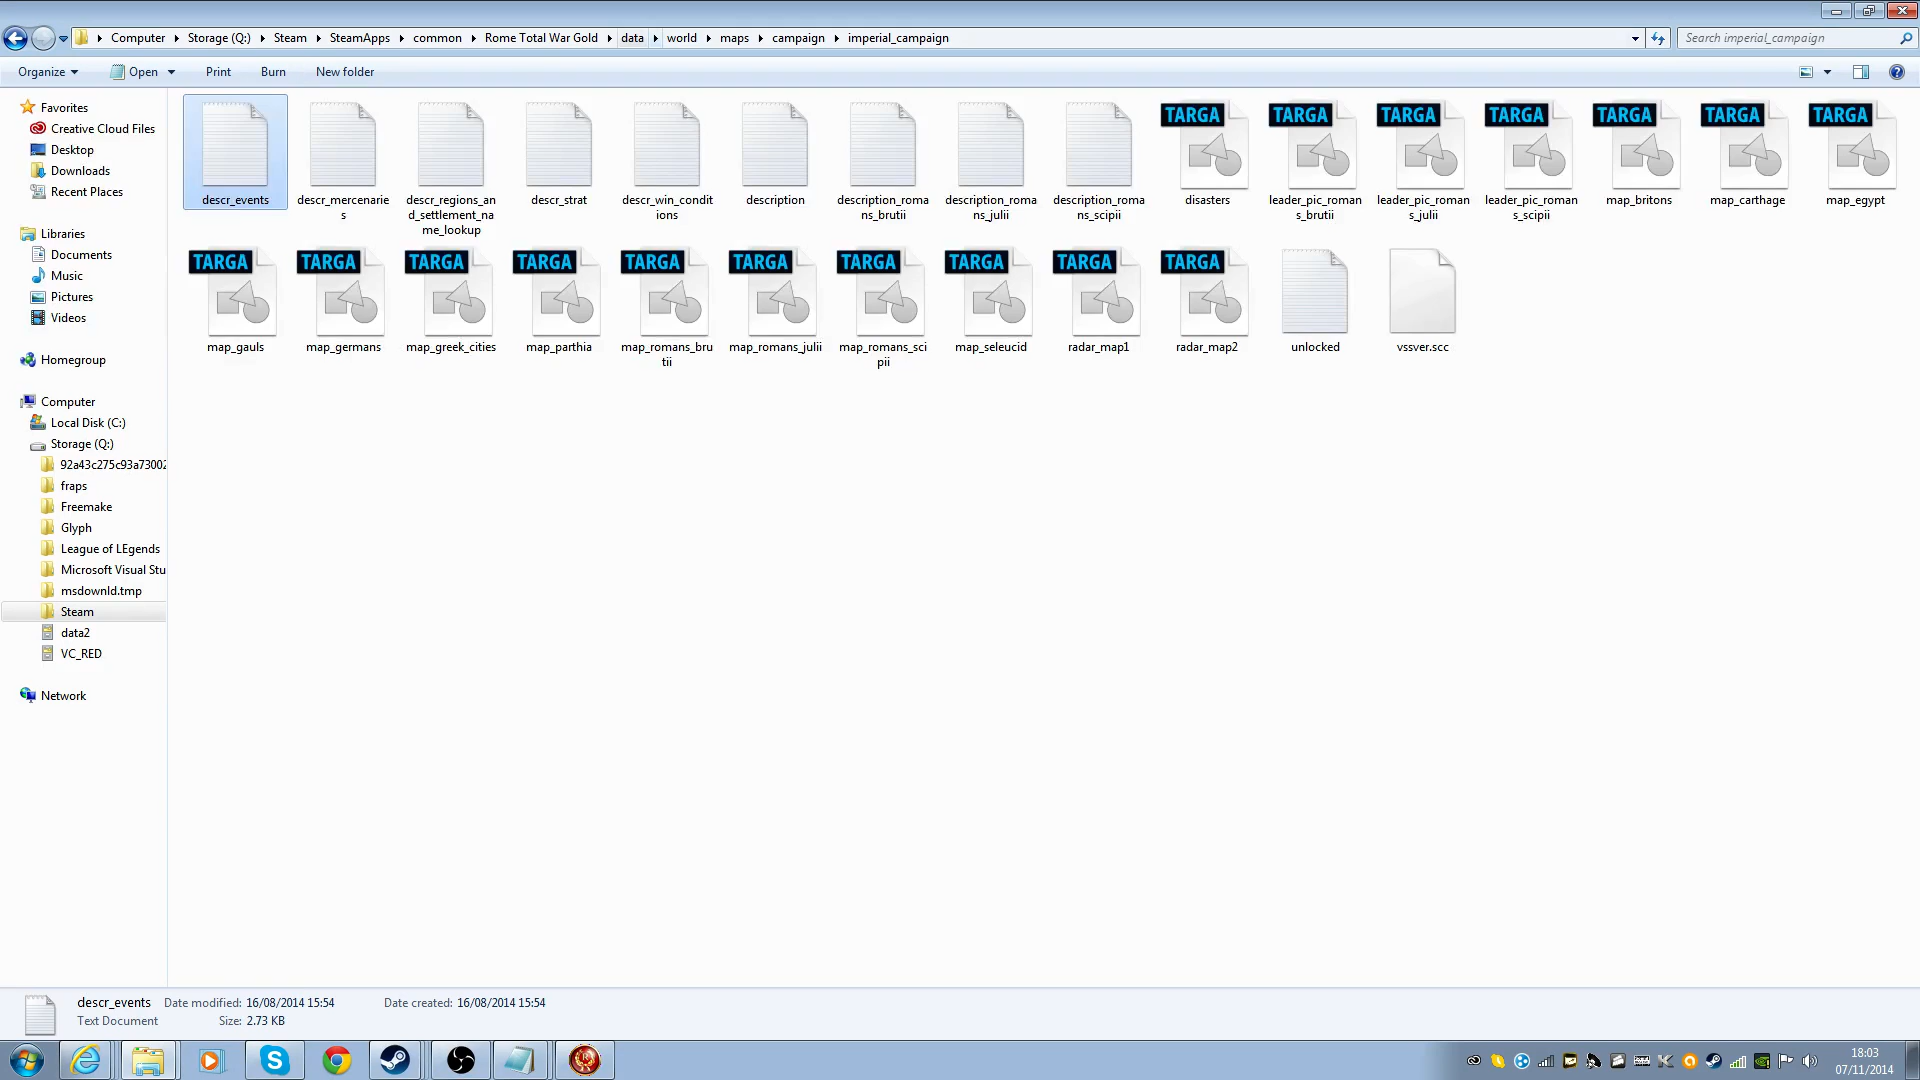 Computer Storage (Q:) Steam SteamApps common Rome Total War Gold data world maps campaign imperial_campaign
Search imperial_campaign
Organize Open Print Burn New folder
Favorites
Creative Cloud Files
Desktop
Downloads
Recent Places
Libraries
Documents
Music
Pictures
Videos
Homegroup
Computer
Local Disk (C:)
Storage (Q:)
92a43c275c93a73002
fraps
Freemake
Glyph
League of LEgends
Microsoft Visual Stu
msdownld.tmp
Steam
data2
VC_RED
Network
descr_events
descr_mercenarie
s
descr_regions_an
d_settlement_na
me_lookup
descr_strat
descr_win_condit
ions
description
description_roma
ns_brutii
description_roma
ns_julii
description_roma
ns_scipii
TARGA
disasters
TARGA
leader_pic_roman
s_brutii
TARGA
leader_pic_roman
s_julii
TARGA
leader_pic_roman
s_scipii
TARGA
map_britons
TARGA
map_carthage
TARGA
map_egypt
TARGA
map_gauls
TARGA
map_germans
TARGA
map_greek_cities
TARGA
map_parthia
TARGA
map_romans_bru
tii
TARGA
map_romans_julii
TARGA
map_romans_sci
pii
TARGA
map_seleucid
TARGA
radar_map1
TARGA
radar_map2
unlocked
vssver.scc
descr_events Date modified: 16/08/2014 15:54 Date created: 16/08/2014 15:54
Text Document Size: 2.73 KB
18:03
07/11/2014